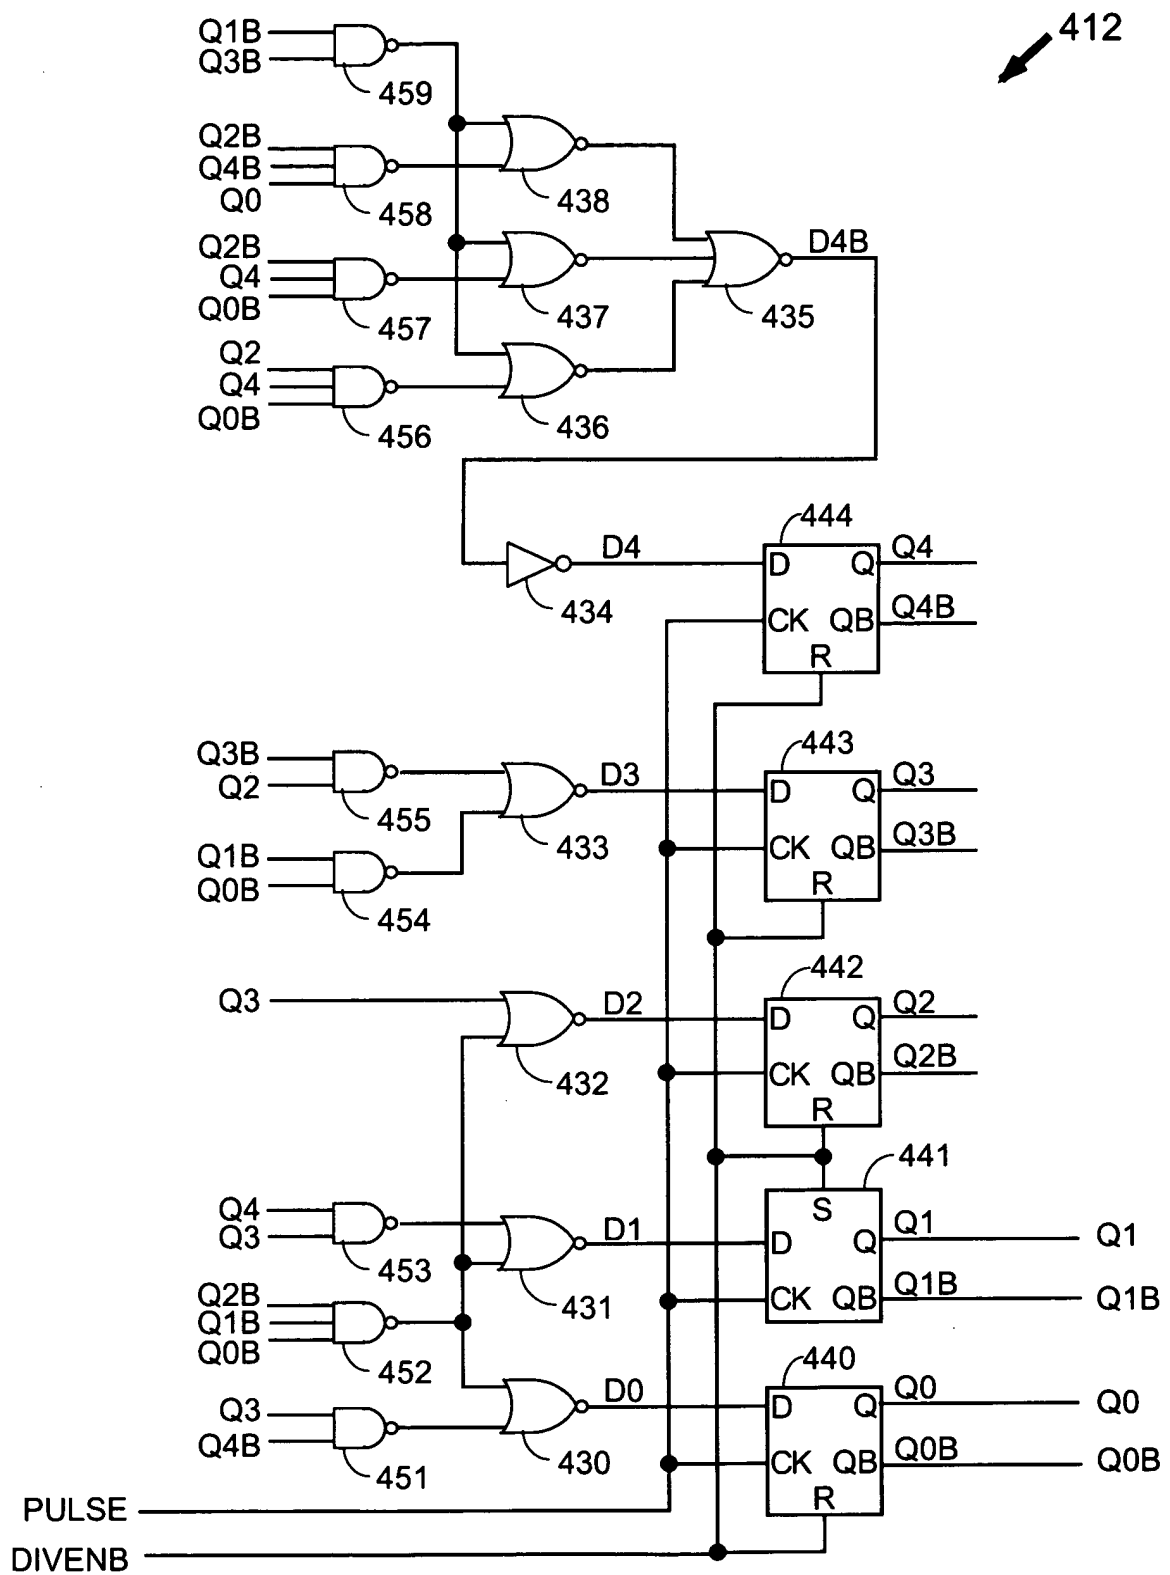 412
Q1B
Q3B
459
Q2B
Q4B
Q0
458
438
Q2B
Q4
Q0B
457
437
D4B
435
Q2
Q4
Q0B
456
436
444
D4
D
Q
Q4
434
CK
QB
Q4B
R
443
Q3B
Q2
455
D3
D
Q
Q3
433
Q1B
Q0B
454
CK
QB
Q3B
R
442
Q3
D2
D
Q
Q2
432
CK
QB
Q2B
R
441
S
Q4
Q3
453
D1
D
Q
Q1
Q1
431
Q2B
Q1B
Q0B
452
CK
QB
Q1B
Q1B
440
Q3
Q4B
451
D0
D
Q
Q0
Q0
430
CK
QB
Q0B
Q0B
R
PULSE
DIVENB